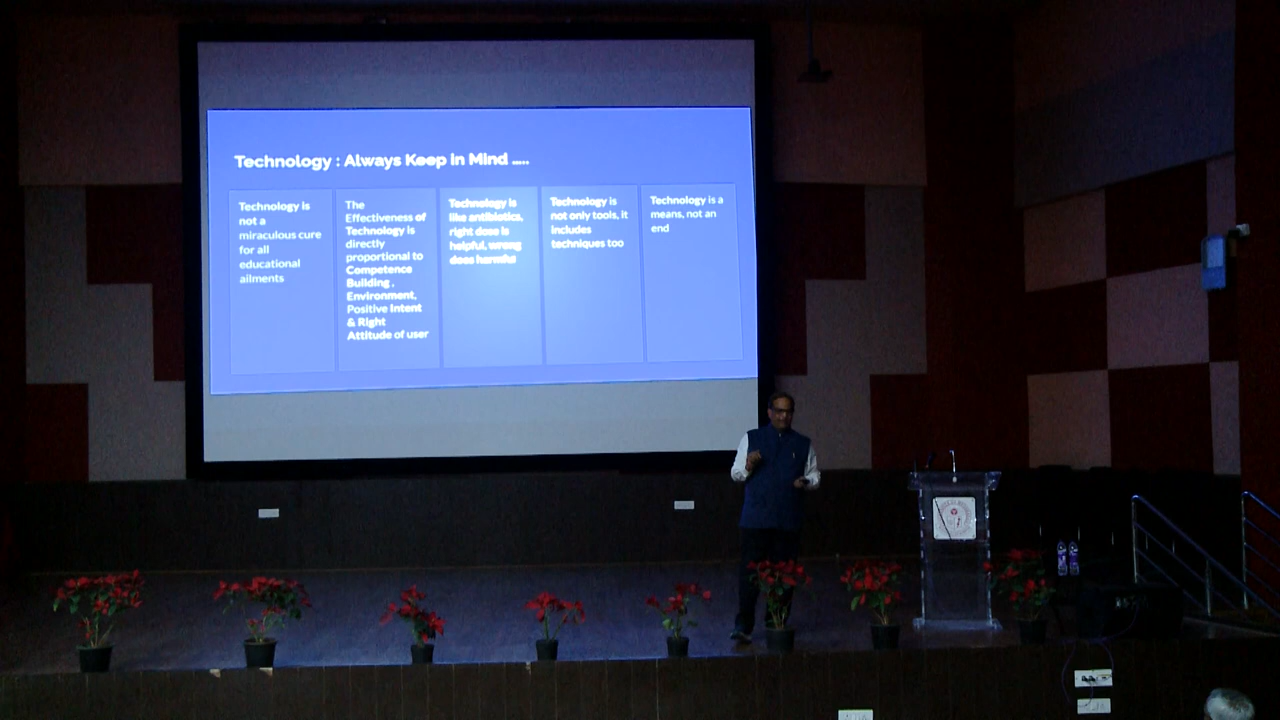 Technology : Always Keep in Mind .....
Technology is
not a
miraculous cure
for all
educational
ailments
The
Effectiveness of
Technology is
directly
proportional to
Competence
Building ,
Environment,
Positive Intent
& Right
Attitude of user
Technology is
like antibiotics,
right dose is
helpful, wrong
does harmful
Technology is
not only tools, it
includes
techniques too
Technology is a
means, not an
end